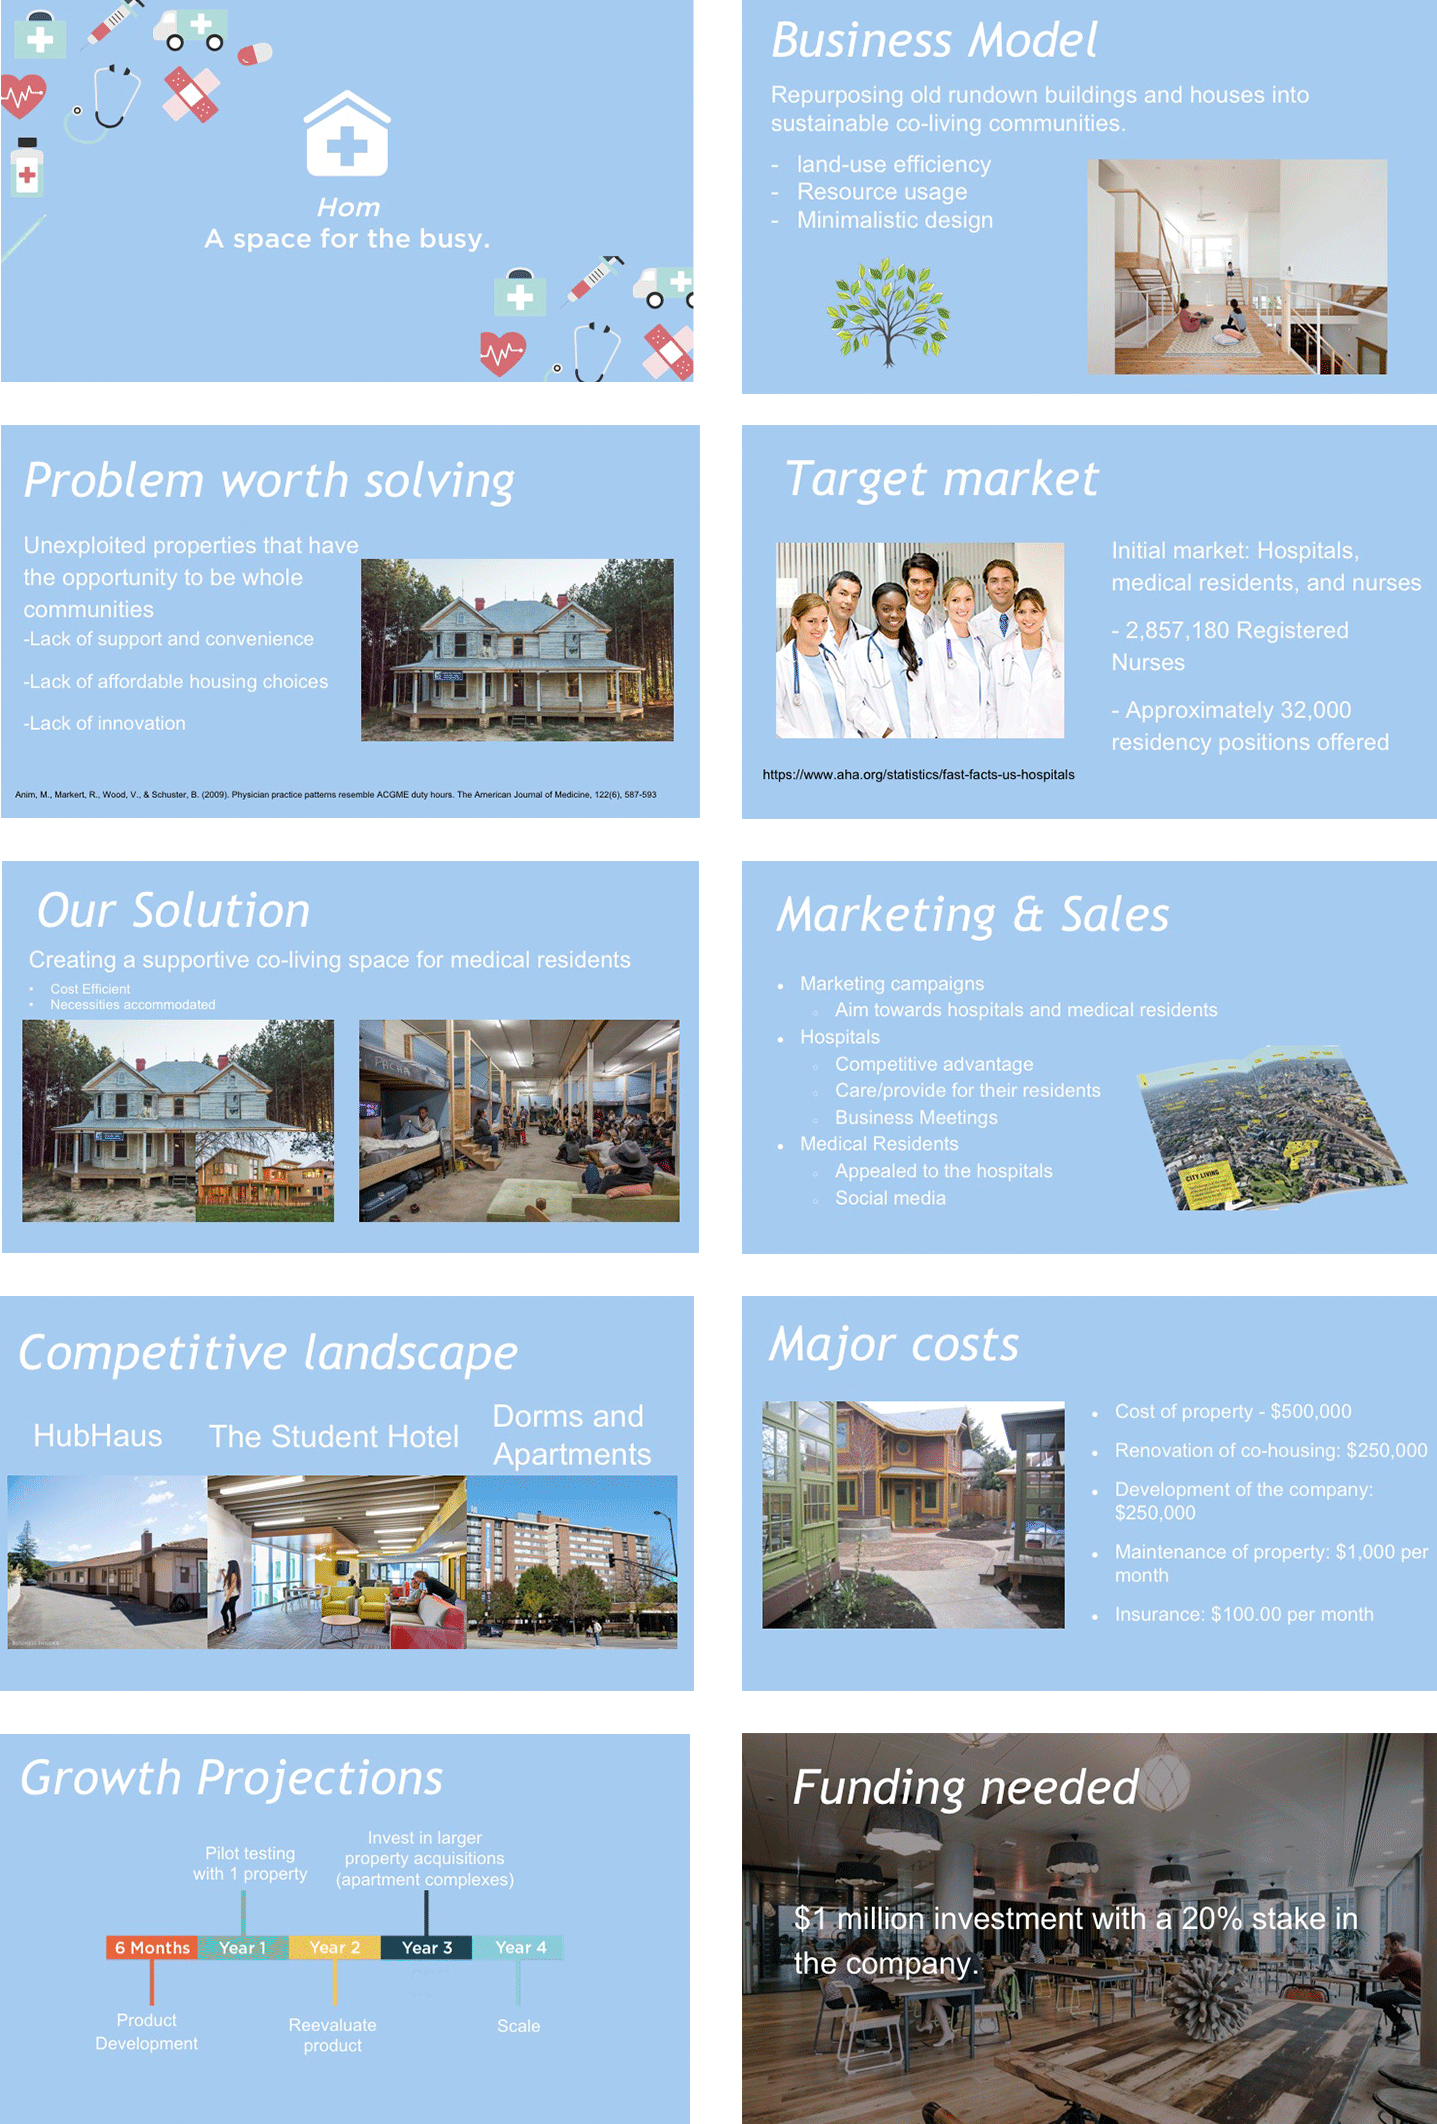 Hom
A space for the busy.
Business Model
Repurposing old rundown buildings and houses into
sustainable co-living communities.
- land-use efficiency
- Resource usage
- Minimalistic design
Problem worth solving
Unexploited properties that have
the opportunity to be whole
communities
-Lack of support and convenience
-Lack of affordable housing choices
-Lack of innovation
Anim, M., Markert, R., Wood, V., & Schuster, B. (2009). Physician practice patterns resemble ACGME duty hours. The American Journal of Medicine, 122(6), 587-593
Target market
Initial market: Hospitals,
medical residents, and nurses
- 2,857,180 Registered
Nurses
- Approximately 32,000
residency positions offered
https://www.aha.org/statistics/fast-facts-us-hospitals
Our Solution
Creating a supportive co-living space for medical residents
• Cost Efficient
• Necessities accommodated
PACHA
Marketing & Sales
● Marketing campaigns
○ Aim towards hospitals and medical residents
● Hospitals
○ Competitive advantage
○ Care/provide for their residents
○ Business Meetings
● Medical Residents
○ Appealed to the hospitals
○ Social media
CITY LIVING
Competitive landscape
HubHaus
The Student Hotel
Dorms and
Apartments
BUSINESS INSIDER
Major costs
● Cost of property - $500,000
● Renovation of co-housing: $250,000
● Development of the company:
$250,000
● Maintenance of property: $1,000 per
month
● Insurance: $100.00 per month
Growth Projections
Pilot testing
with 1 property
Invest in larger
property acquisitions
(apartment complexes)
6 Months
Year 1
Year 2
Year 3
Year 4
Product
Development
Reevaluate
product
Scale
Funding needed
$1 million investment with a 20% stake in
the company.